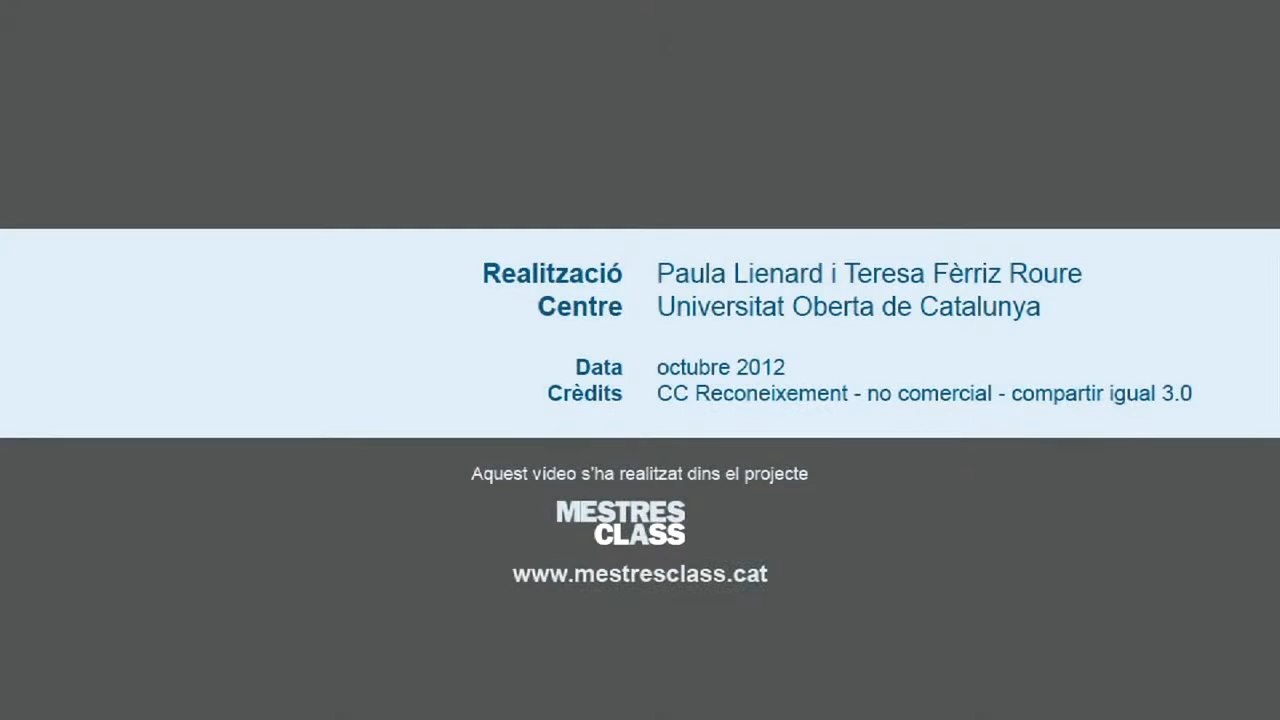 Realització Paula Lienard i Teresa Fèrriz Roure
Centre Universitat Oberta de Catalunya
Data octubre 2012
Crèdits CC Reconeixement - no comercial - compartir igual 3.0
Aquest vídeo s'ha realitzat dins el projecte
MESTRES
CLASS
www.mestresclass.cat